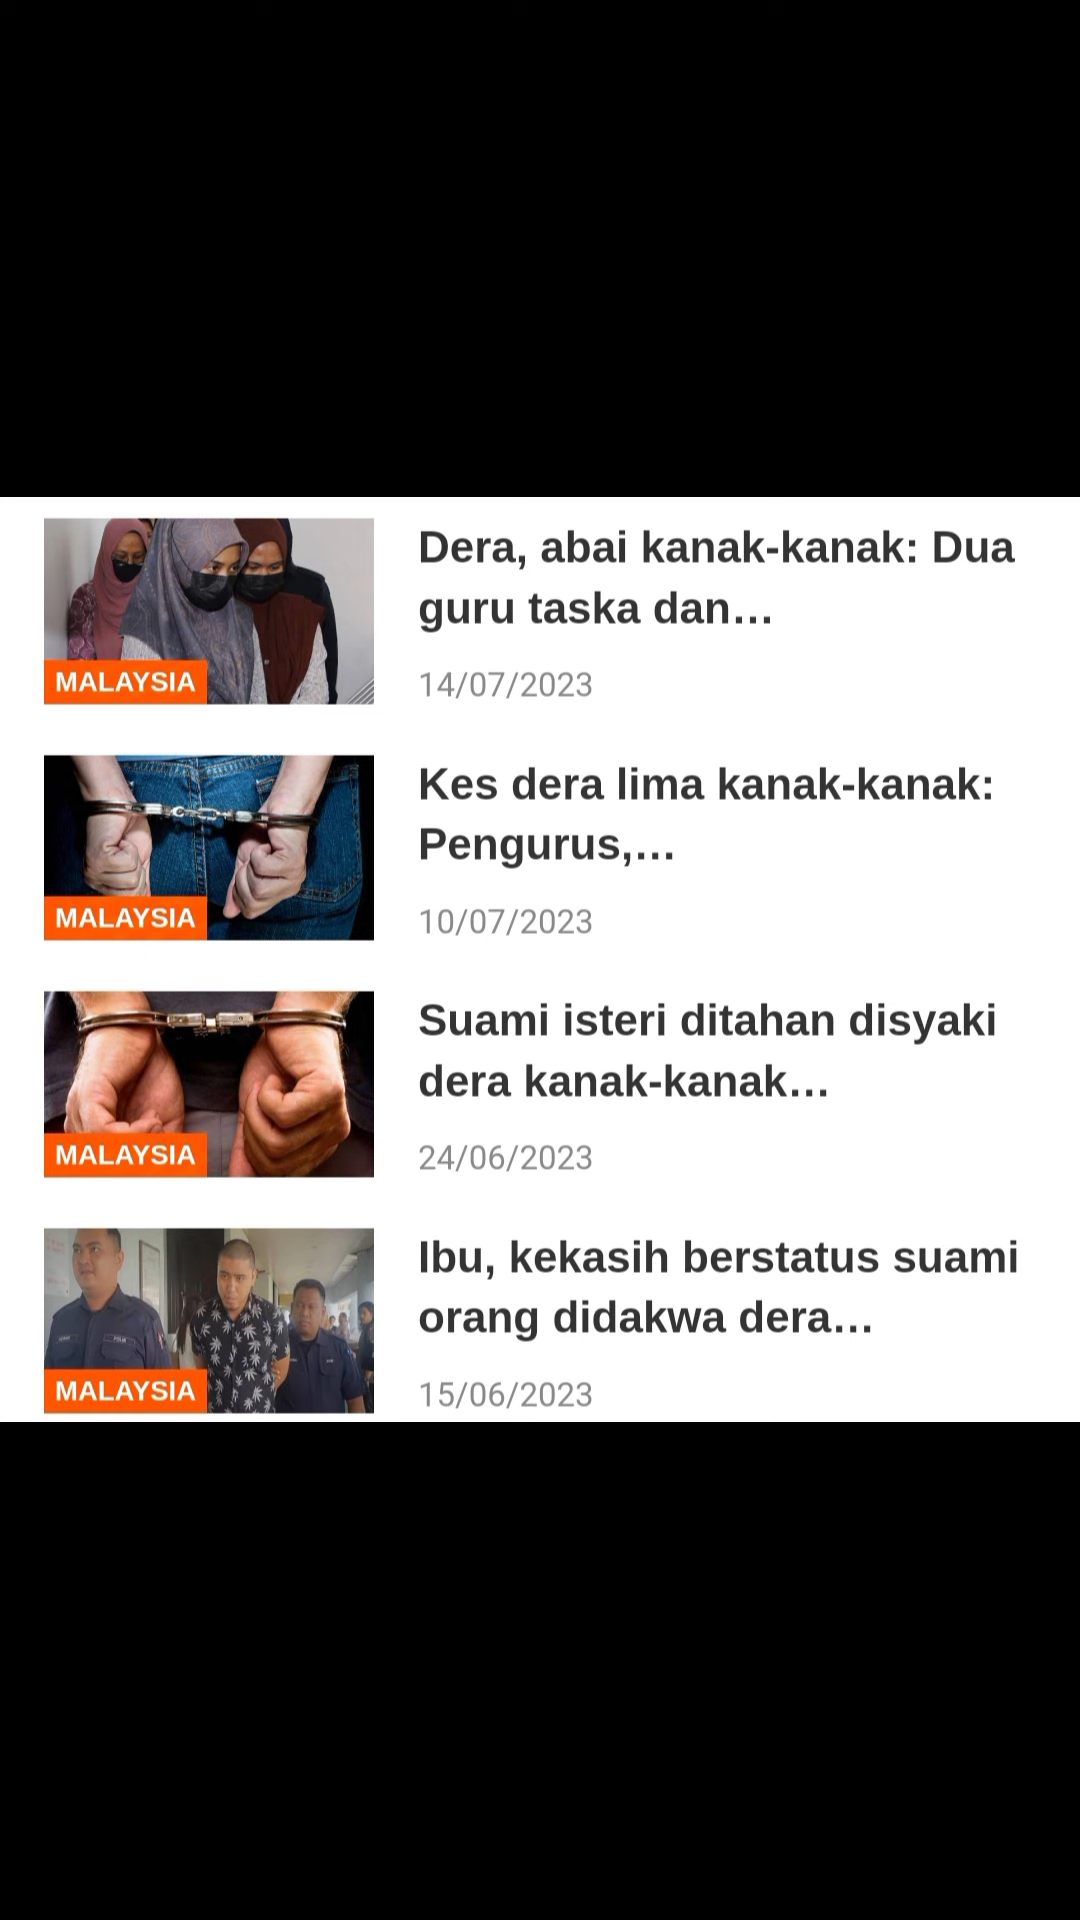 Dera, abai kanak-kanak: Dua
guru taska dan...
MALAYSIA
14/07/2023
Kes dera lima kanak-kanak:
Pengurus,...
MALAYSIA
10/07/2023
Suami isteri ditahan disyaki
dera kanak-kanak...
MALAYSIA
24/06/2023
Ibu, kekasih berstatus suami
orang didakwa dera...
MALAYSIA
15/06/2023